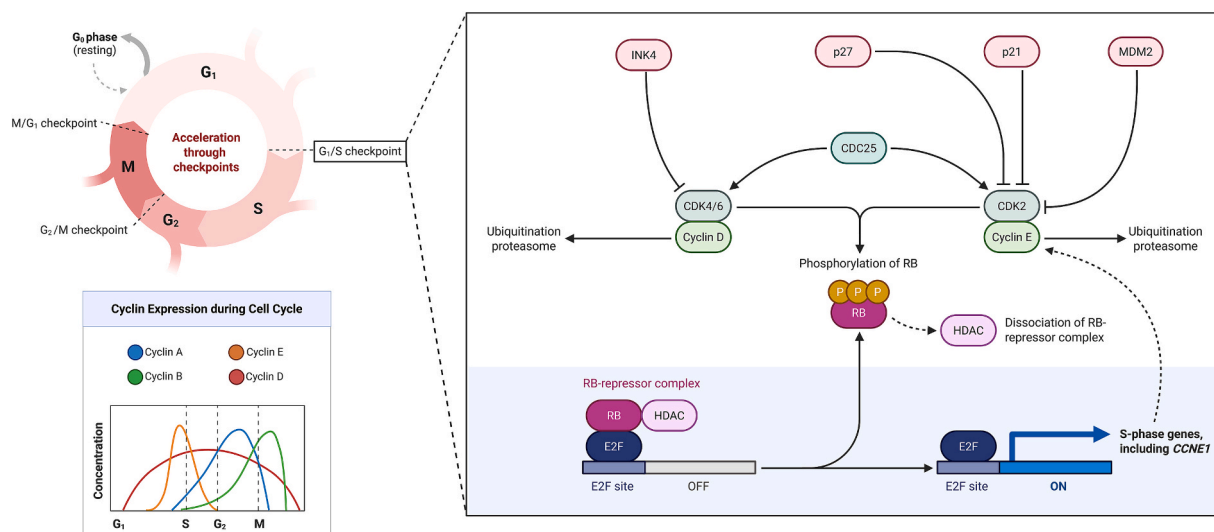 G₀ phase
(resting)
G₁
M/G₁ checkpoint
Acceleration
through
checkpoints
G₁/S checkpoint
M
S
G₂
G₂/M checkpoint
Cyclin Expression during Cell Cycle
Cyclin A
Cyclin E
Cyclin B
Cyclin D
Concentration
G₁
S
G₂
M
INK4
p27
p21
MDM2
CDC25
CDK4/6
Cyclin D
CDK2
Cyclin E
Ubiquitination
proteasome
Ubiquitination
proteasome
Phosphorylation of RB
P P P
RB
HDAC
Dissociation of RB-
repressor complex
RB-repressor complex
RB
HDAC
E2F
E2F site
OFF
E2F
E2F site
ON
S-phase genes,
including CCNE1